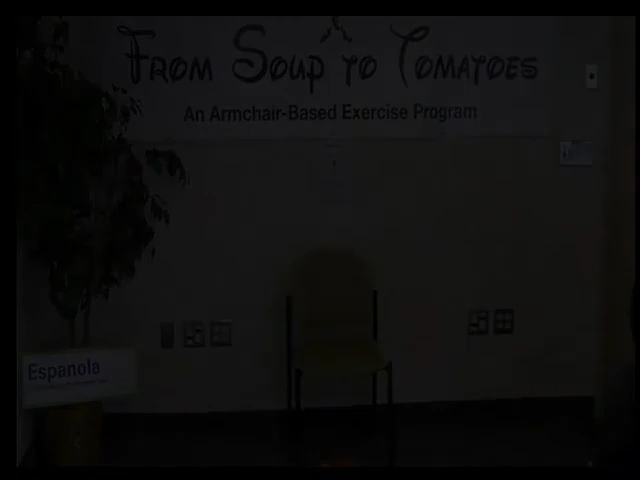 From Soup to Tomatoes
An Armchair-Based Exercise Program
Espanola